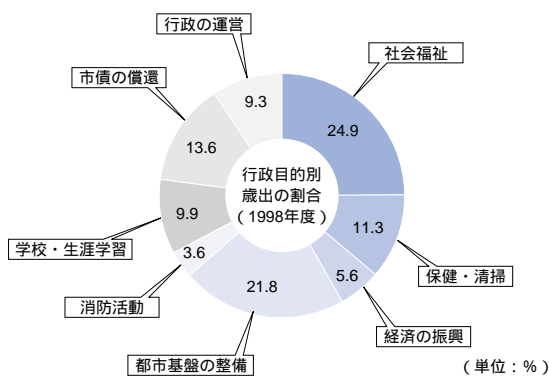 行政の運営
社会福祉
市債の償還
9.3
24.9
13.6
行政目的別
歳出の割合
(1998年度)
9.9
11.3
学校・生涯学習
3.6
5.6
保健・清掃
21.8
消防活動
経済の振興
都市基盤の整備
(単位:%)